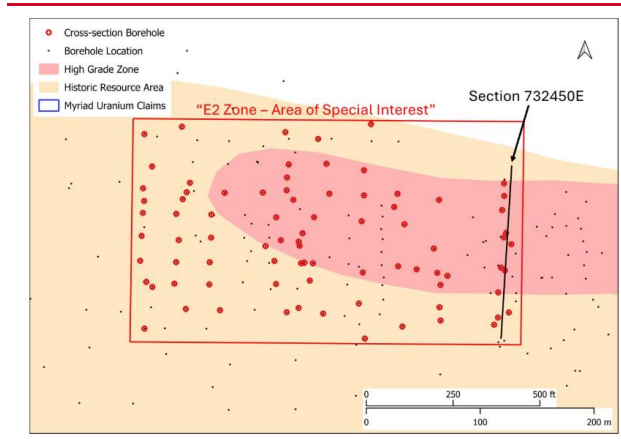 Cross-section Borehole
Borehole Location
High Grade Zone
Historic Resource Area
Myriad Uranium Claims
Section 732450E
“E2 Zone – Area of Special Interest”
0 250 500 ft
0 100 200 m